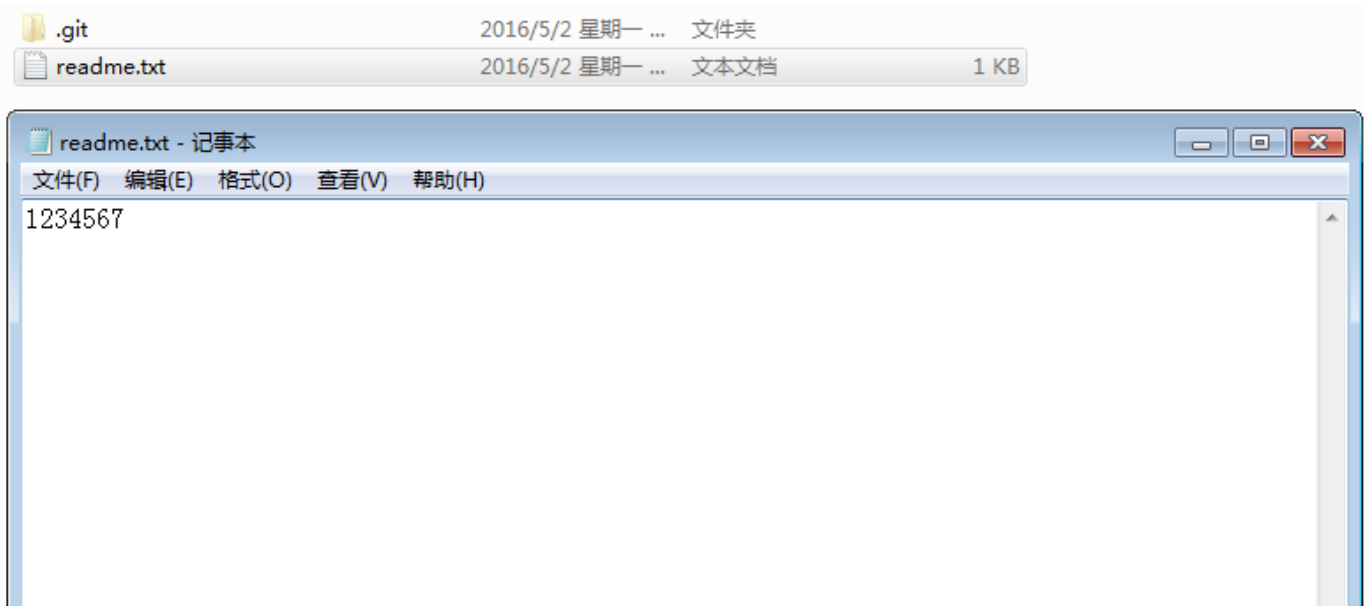 .git 2016/5/2 星期一 ... 文件夹
readme.txt 2016/5/2 星期一 ... 文本文档 1 KB
readme.txt - 记事本
文件(F) 编辑(E) 格式(O) 查看(V) 帮助(H)
1234567